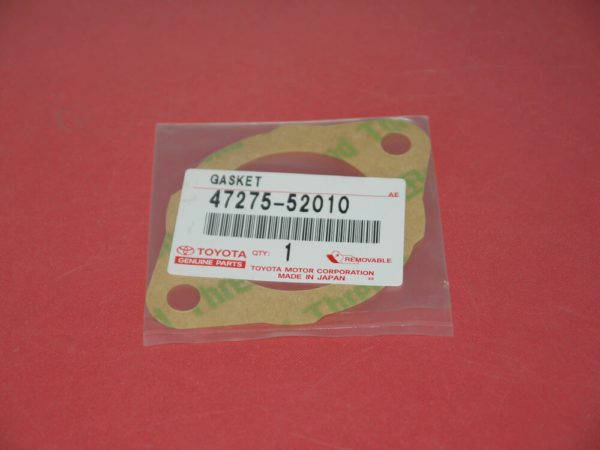 GASKET
AE
47275-52010
TOYOTA
GENUINE PARTS
QTY: 1
REMOVABLE
TOYOTA MOTOR CORPORATION
MADE IN JAPAN